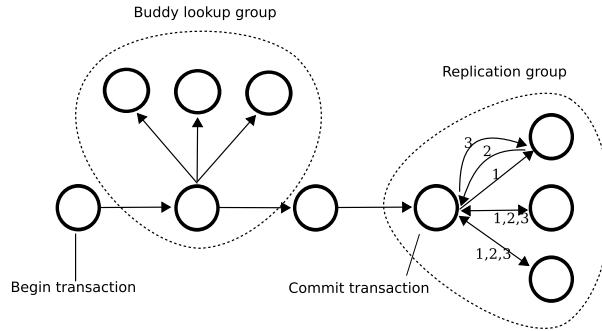 Buddy lookup group
Replication group
3
2
1
1,2,3
1,2,3
Begin transaction
Commit transaction